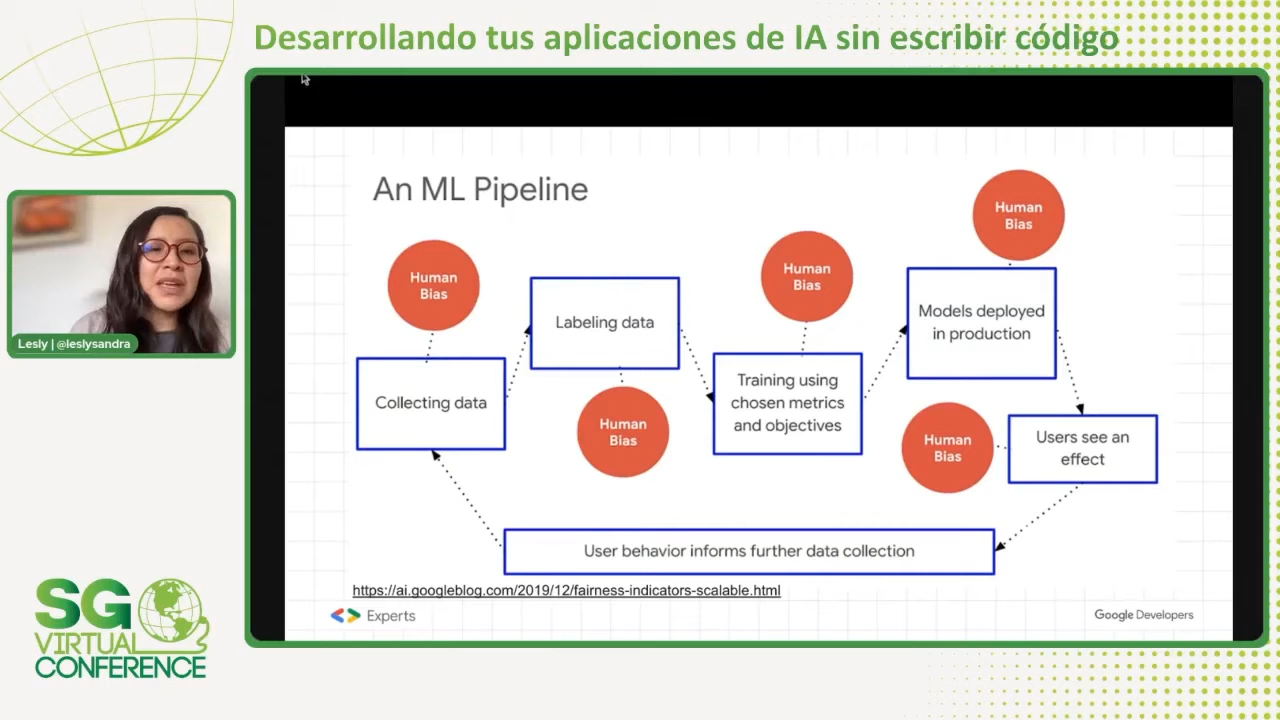 Desarrollando tus aplicaciones de IA sin escribir código
An ML Pipeline
Human
Bias
Collecting data
Labeling data
Human
Bias
Human
Bias
Training using
chosen metrics
and objectives
Human
Bias
Models deployed
in production
Human
Bias
Users see an
effect
User behavior informs further data collection
https://ai.googleblog.com/2019/12/fairness-indicators-scalable.html
Experts
Google Developers
Lesly | @leslysandra
SG
VIRTUAL
CONFERENCE